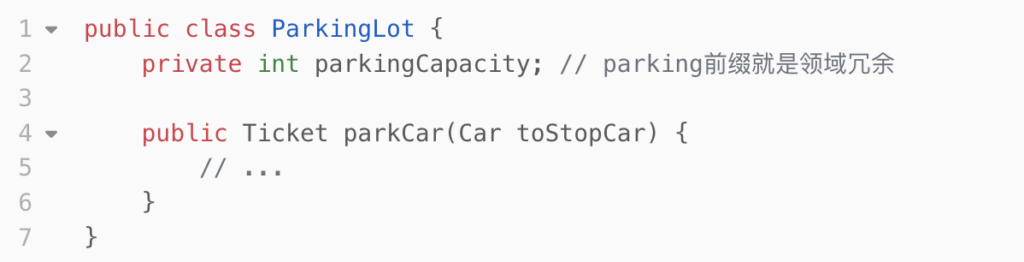 1 public class ParkingLot {
2     private int parkingCapacity; // parking前缀就是领域冗余
3
4     public Ticket parkCar(Car toStopCar) {
5         // ...
6     }
7 }